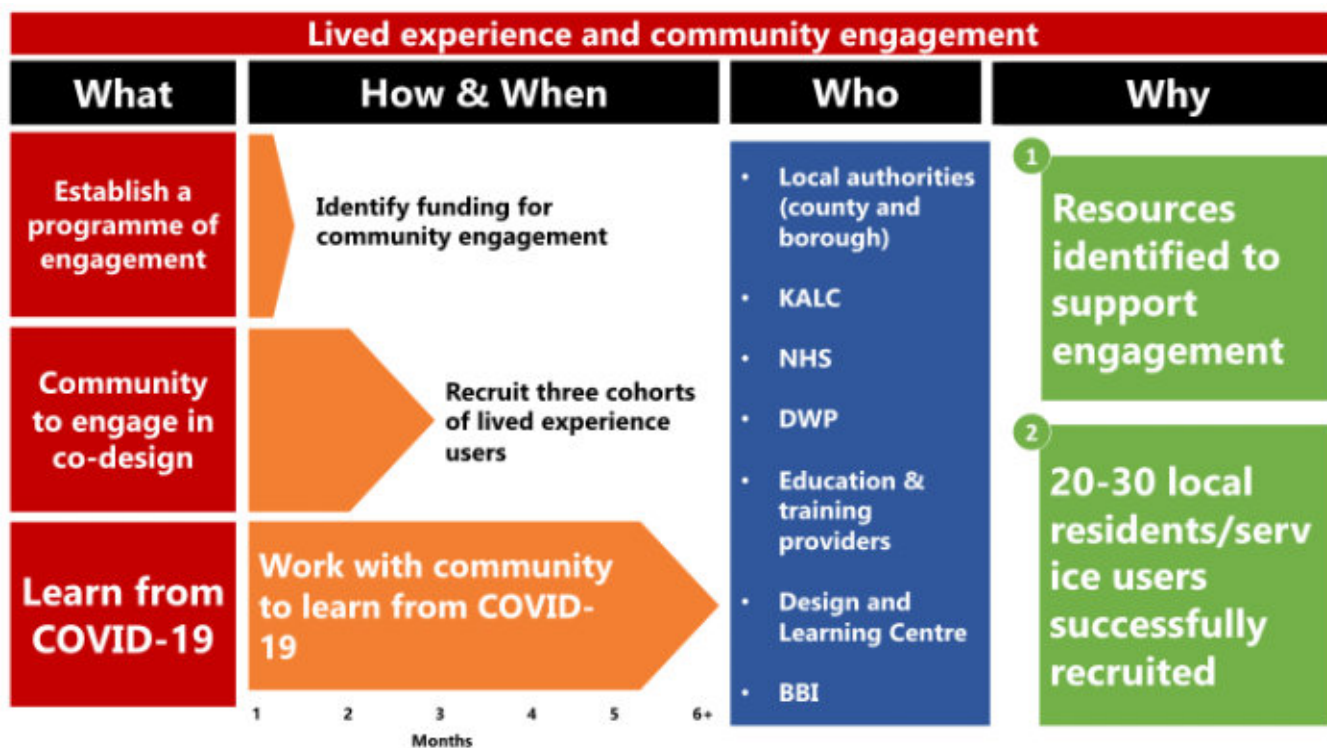 Lived experience and community engagement
What
How & When
Who
Why
Establish a
programme of
engagement
Identify funding for
community engagement
Community
to engage in
co-design
Recruit three cohorts
of lived experience
users
Learn from
COVID-19
Work with community
to learn from COVID-
19
1 2 3 4 5 6+
Months
• Local authorities
(county and
borough)
• KALC
• NHS
• DWP
• Education &
training
providers
• Design and
Learning Centre
• BBI
1
Resources
identified to
support
engagement
2
20-30 local
residents/serv
ice users
successfully
recruited